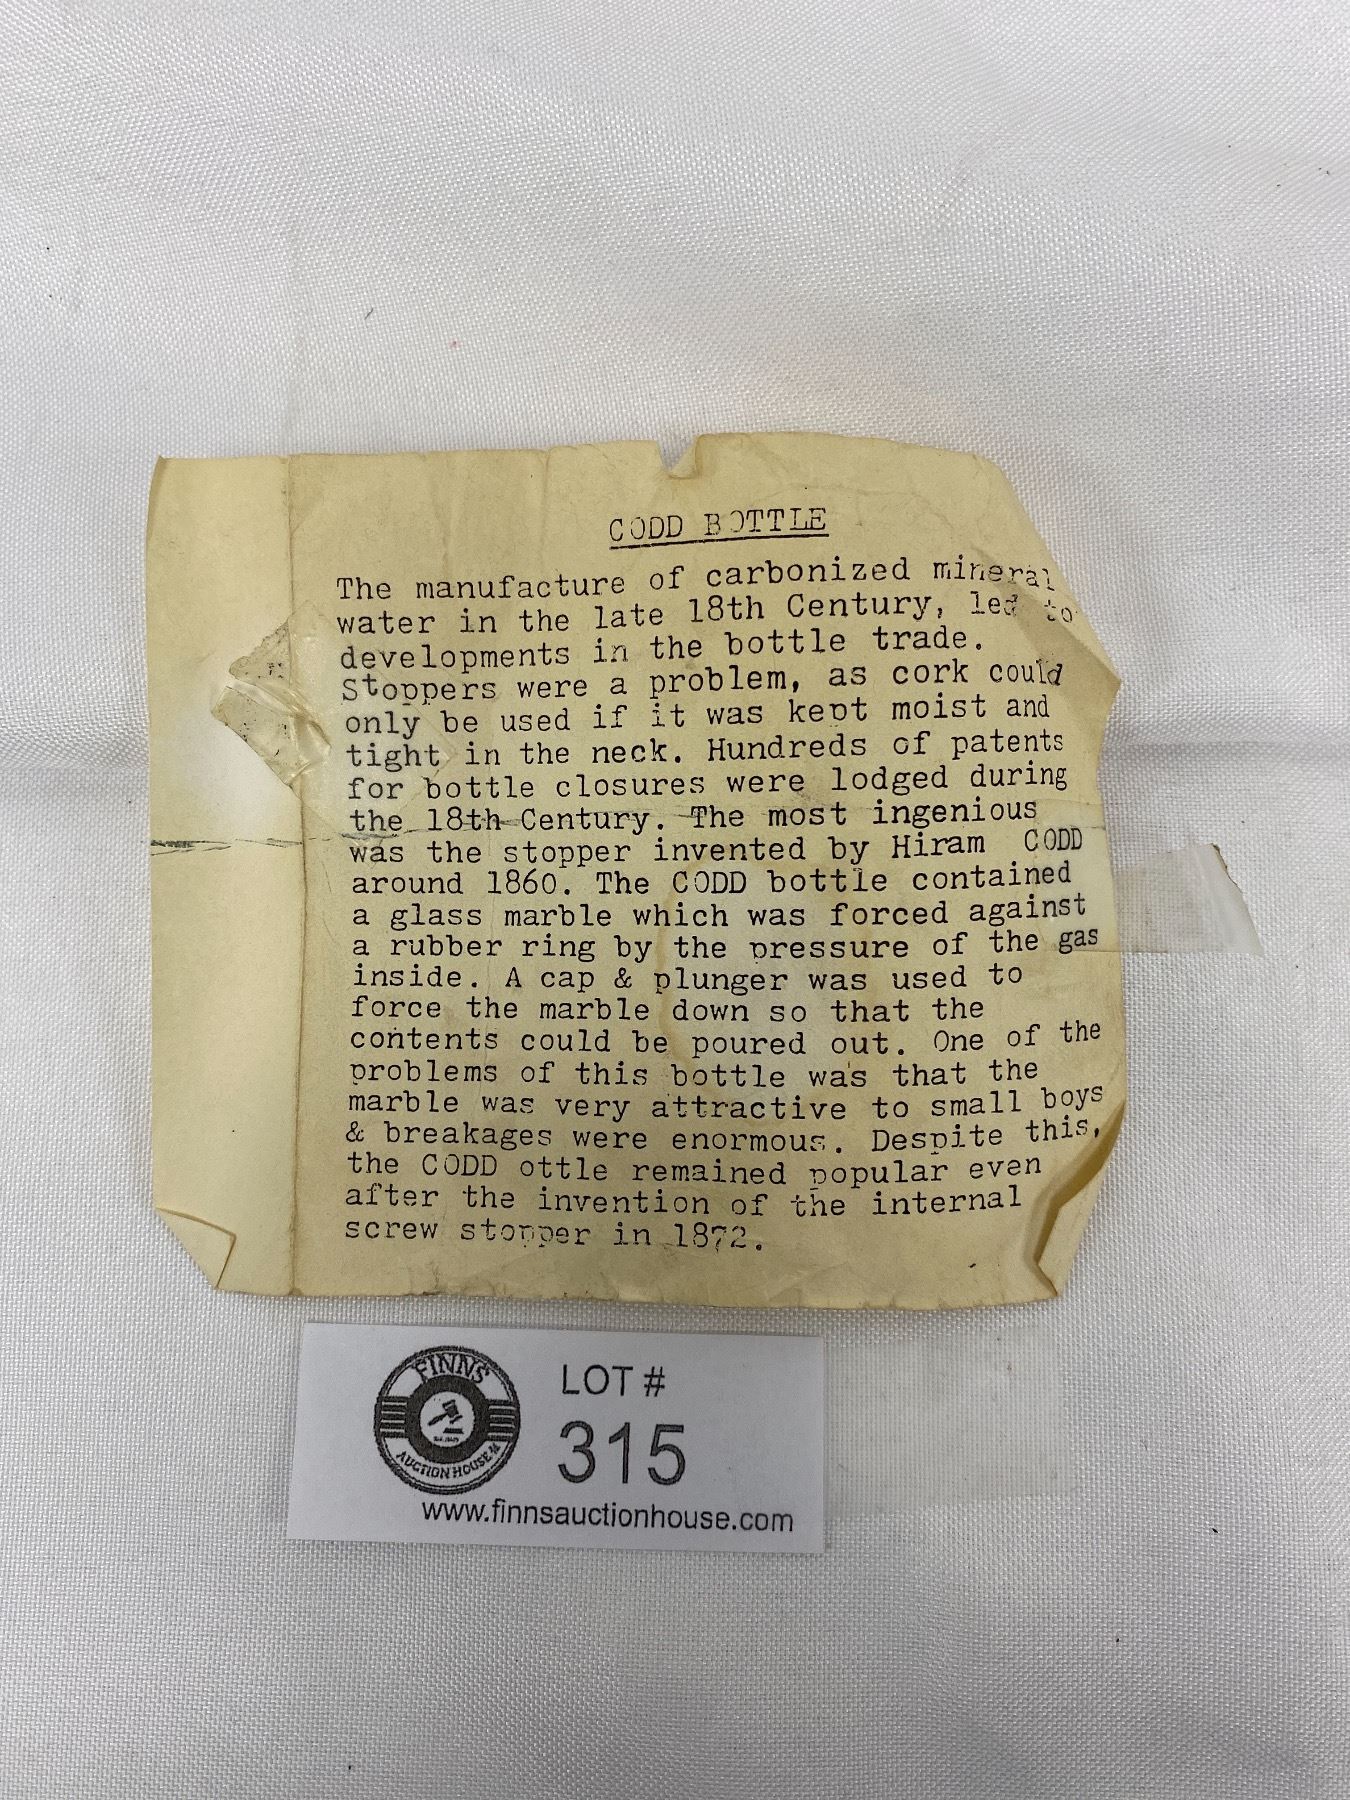 CODD BOTTLE
The manufacture of carbonized mineral
water in the late 18th Century, led to
developments in the bottle trade.
Stoppers were a problem, as cork could
only be used if it was kept moist and
tight in the neck. Hundreds of patents
for bottle closures were lodged during
the 18th Century. The most ingenious
was the stopper invented by Hiram CODD
around 1860. The CODD bottle contained
a glass marble which was forced against
a rubber ring by the pressure of the gas
inside. A cap & plunger was used to
force the marble down so that the
contents could be poured out. One of the
problems of this bottle was that the
marble was very attractive to small boys
& breakages were enormous. Despite this,
the CODD ottle remained popular even
after the invention of the internal
screw stopper in 1872.
FINNS
AUCTION HOUSE
LOT #
315
www.finnsauctionhouse.com